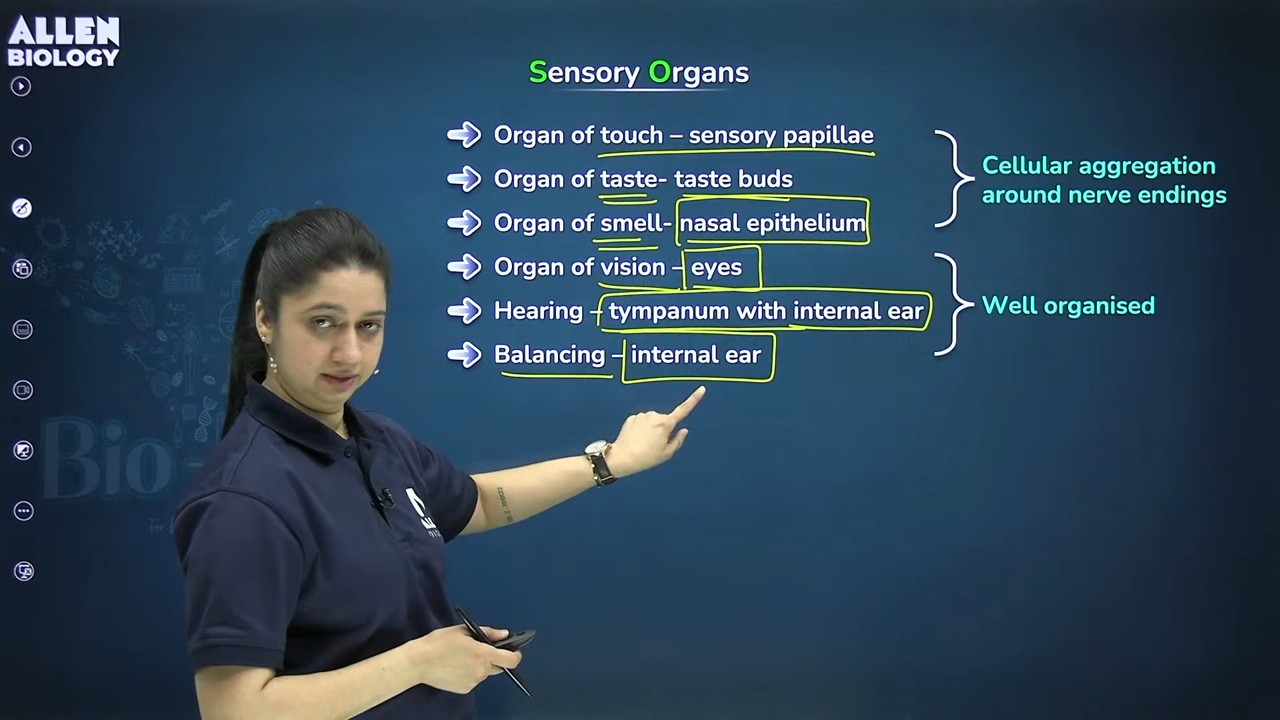 ALLEN
BIOLOGY
Sensory Organs
Organ of touch – sensory papillae
Organ of taste- taste buds
Organ of smell- nasal epithelium
Organ of vision – eyes
Hearing – tympanum with internal ear
Balancing – internal ear
Cellular aggregation
around nerve endings
Well organised
Bio